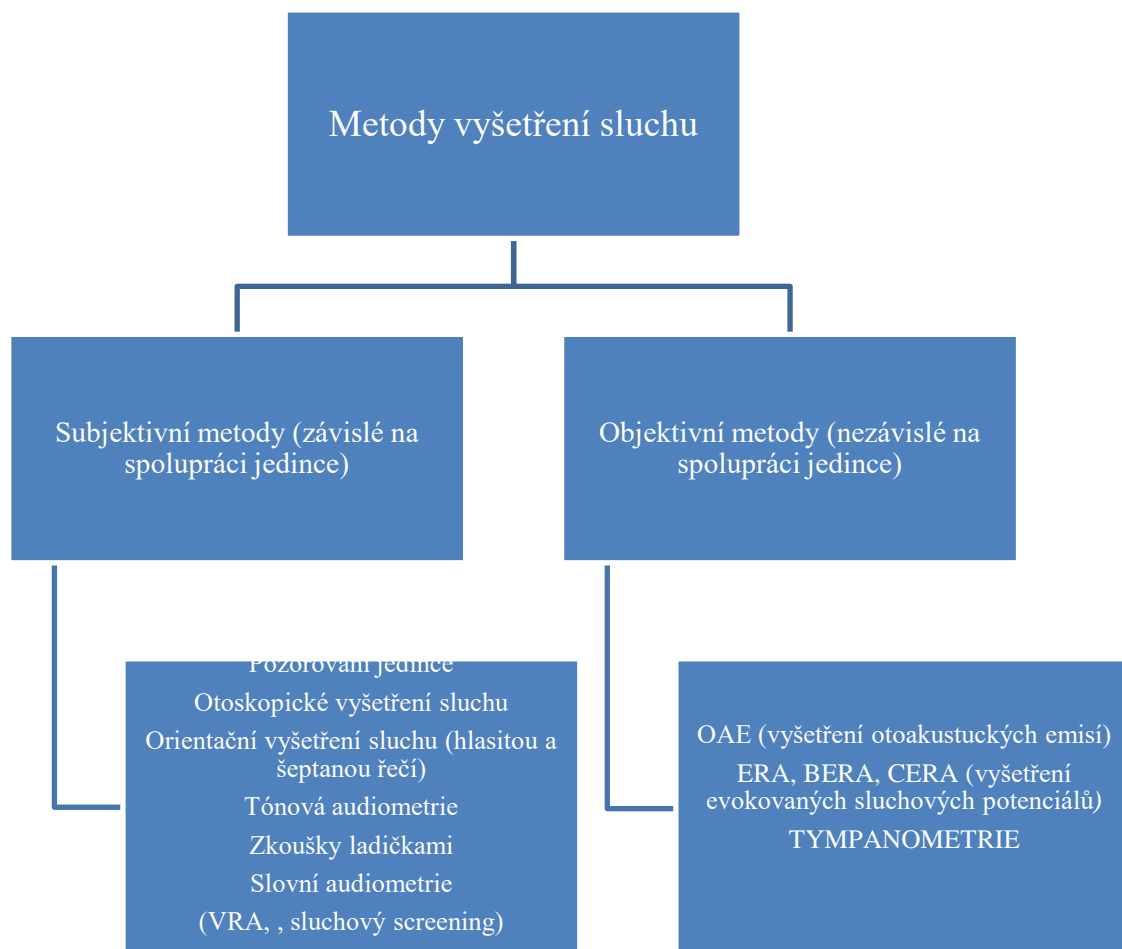 Metody vyšetření sluchu
Subjektivní metody (závislé na
spolupráci jedince)
Objektivní metody (nezávislé na
spolupráci jedince)
Pozorování jedince
Otoskopické vyšetření sluchu
Orientační vyšetření sluchu (hlasitou a
šeptanou řečí)
Tónová audiometrie
Zkoušky ladičkami
Slovní audiometrie
(VRA, , sluchový screening)
OAE (vyšetření otoakustuckých emisí)
ERA, BERA, CERA (vyšetření
evokovaných sluchových potenciálů)
TYMPANOMETRIE